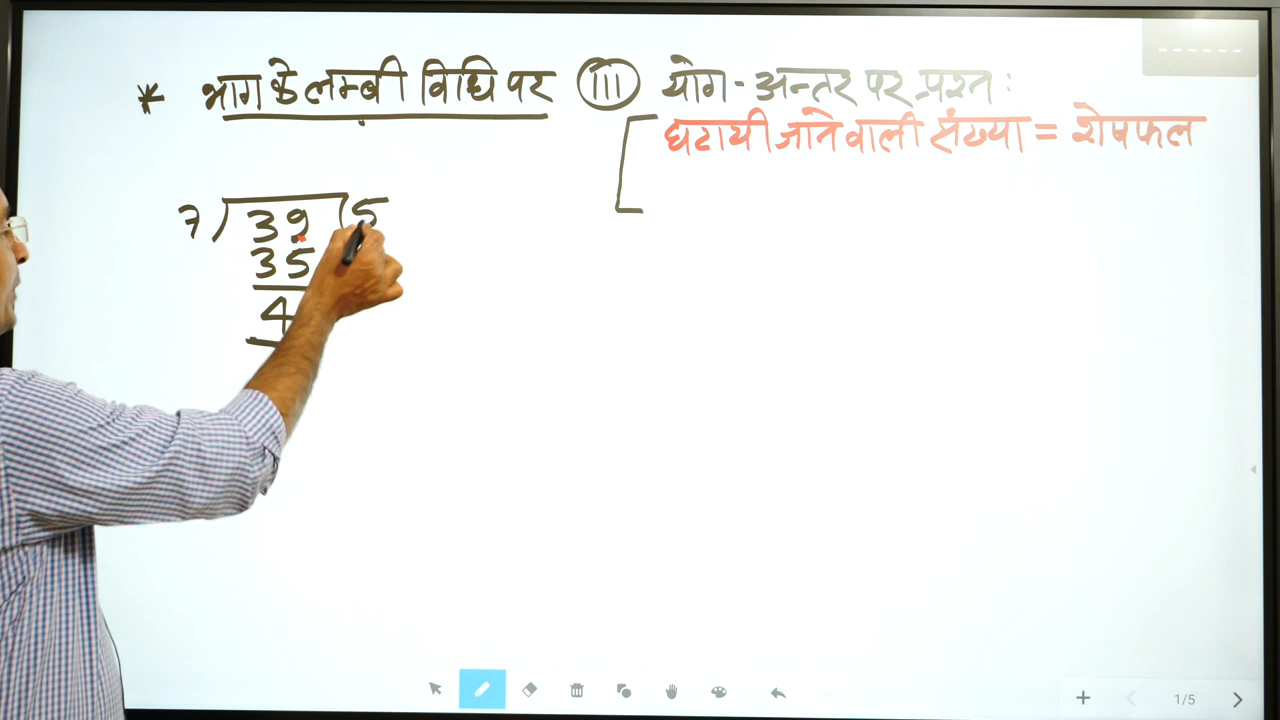 * भाग के लम्बी विधि पर (III) योग - अन्तर पर प्रश्न :
घटायी जाने वाली संख्या = शेषफल
7) 39 (5
35
4
1/5